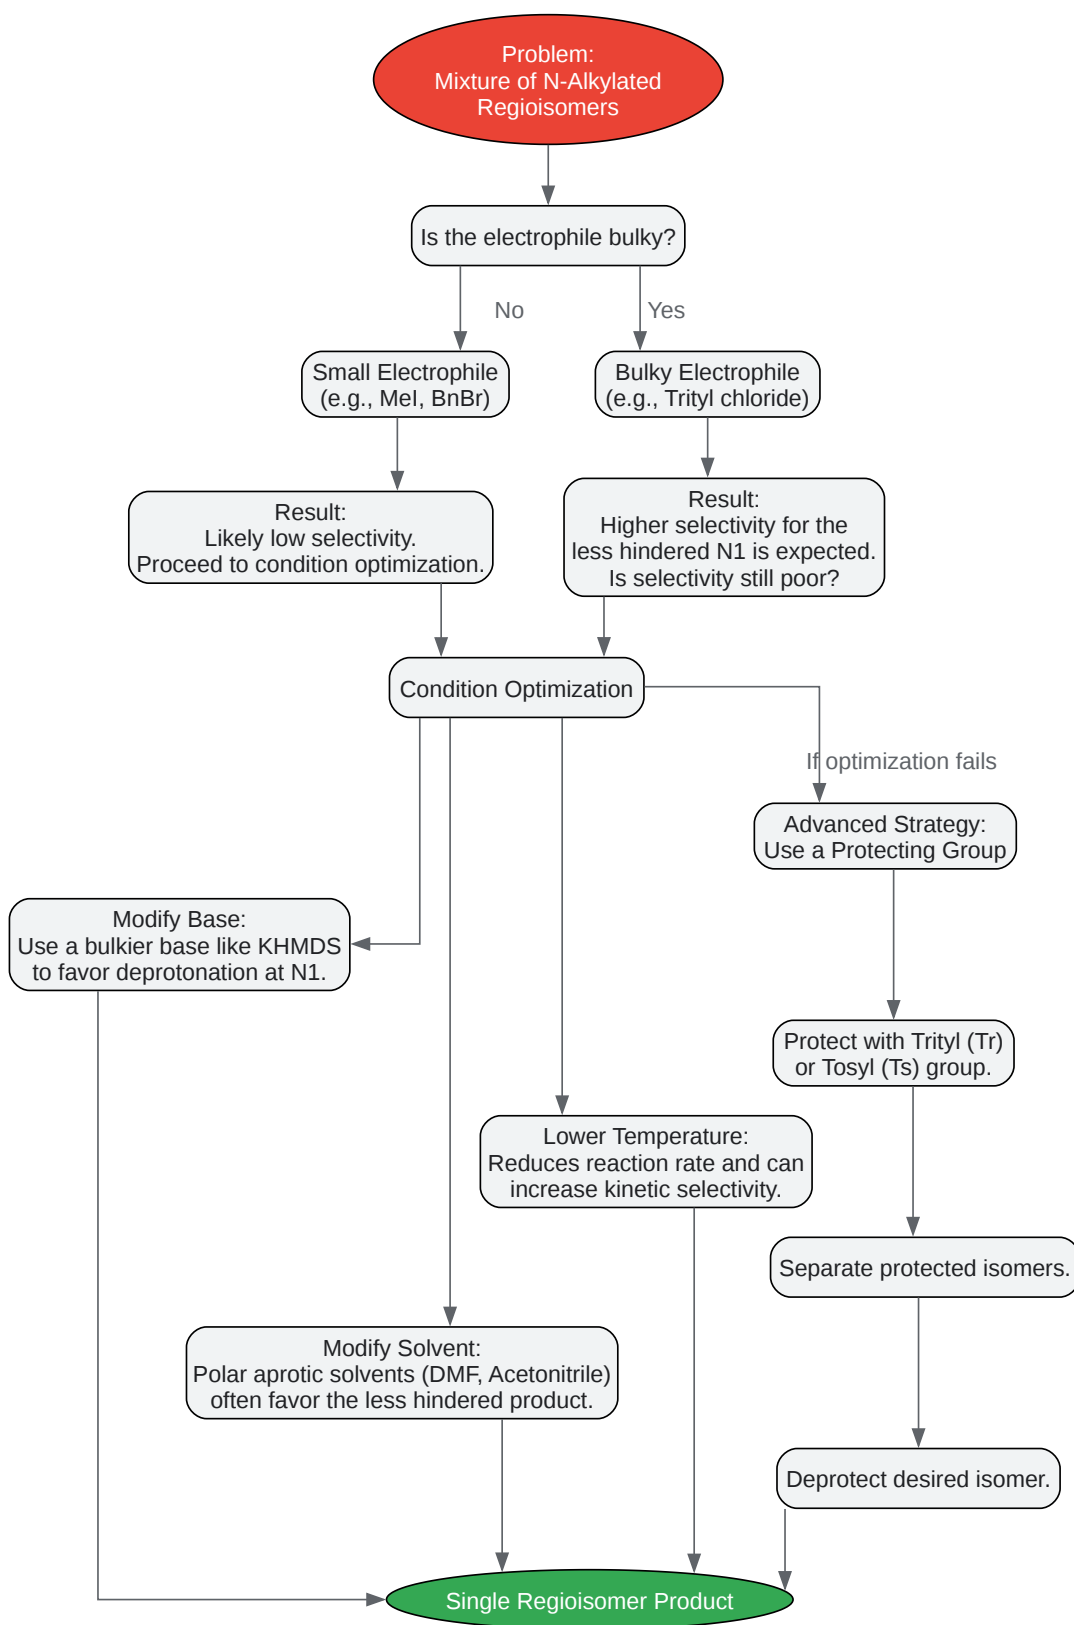 Problem:
Mixture of N-Alkylated
Regioisomers
Is the electrophile bulky?
No
Yes
Small Electrophile
(e.g., MeI, BnBr)
Bulky Electrophile
(e.g., Trityl chloride)
Result:
Likely low selectivity.
Proceed to condition optimization.
Result:
Higher selectivity for the
less hindered N1 is expected.
Is selectivity still poor?
Condition Optimization
If optimization fails
Advanced Strategy:
Use a Protecting Group
Modify Base:
Use a bulkier base like KHMDS
to favor deprotonation at N1.
Protect with Trityl (Tr)
or Tosyl (Ts) group.
Lower Temperature:
Reduces reaction rate and can
increase kinetic selectivity.
Separate protected isomers.
Modify Solvent:
Polar aprotic solvents (DMF, Acetonitrile)
often favor the less hindered product.
Deprotect desired isomer.
Single Regioisomer Product